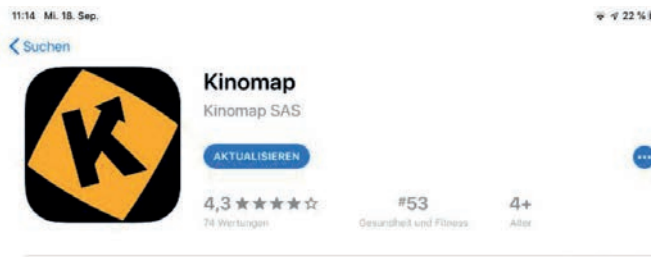 11:14 Mi. 18. Sep.
22 %
Suchen
Kinomap
Kinomap SAS
AKTUALISIEREN
4,3 ★★★★☆
#53
4+
74 Wertungen
Gesundheit und Fitness
Alter